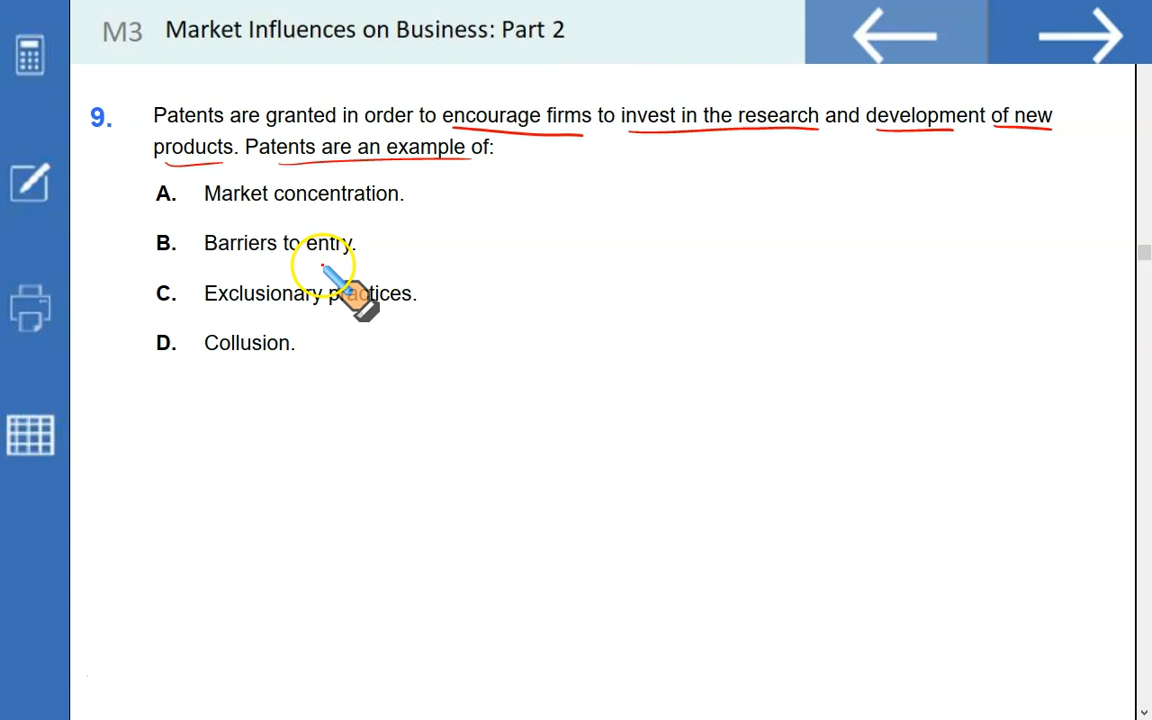 M3 Market Influences on Business: Part 2
9. Patents are granted in order to encourage firms to invest in the research and development of new
products. Patents are an example of:
A. Market concentration.
B. Barriers to entry.
C. Exclusionary practices.
D. Collusion.